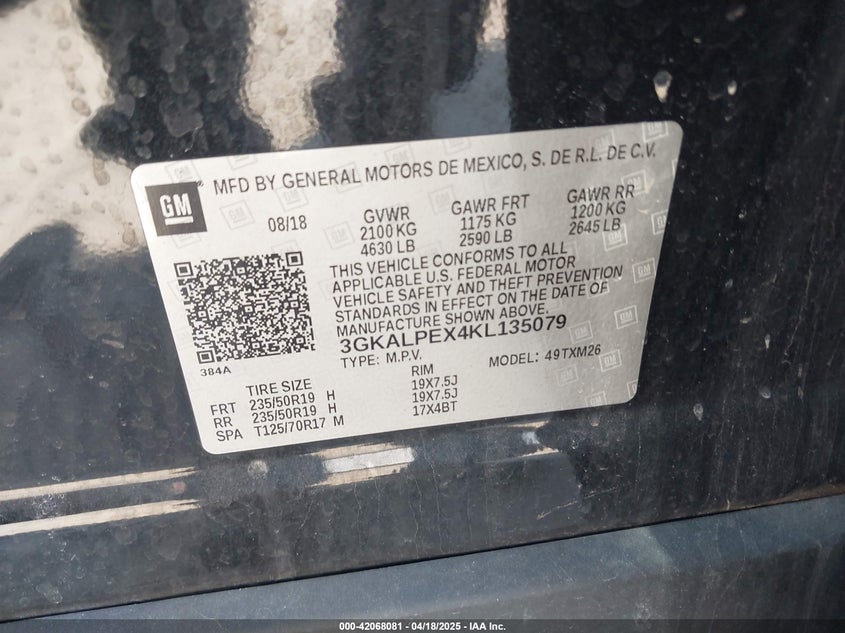 GM
MFD BY GENERAL MOTORS DE MEXICO, S. DE R.L. DE C.V.
08/18 GVWR GAWR FRT GAWR RR
2100 KG 1175 KG 1200 KG
4630 LB 2590 LB 2645 LB
THIS VEHICLE CONFORMS TO ALL
APPLICABLE U.S. FEDERAL MOTOR
VEHICLE SAFETY AND THEFT PREVENTION
STANDARDS IN EFFECT ON THE DATE OF
MANUFACTURE SHOWN ABOVE.
3GKALPEX4KL135079
384A TYPE: M.P.V. MODEL: 49TXM26
TIRE SIZE RIM
FRT 235/50R19 H 19X7.5J
RR 235/50R19 H 19X7.5J
SPA T125/70R17 M 17X4BT
000-42068081 - 04/18/2025 - IAA Inc.